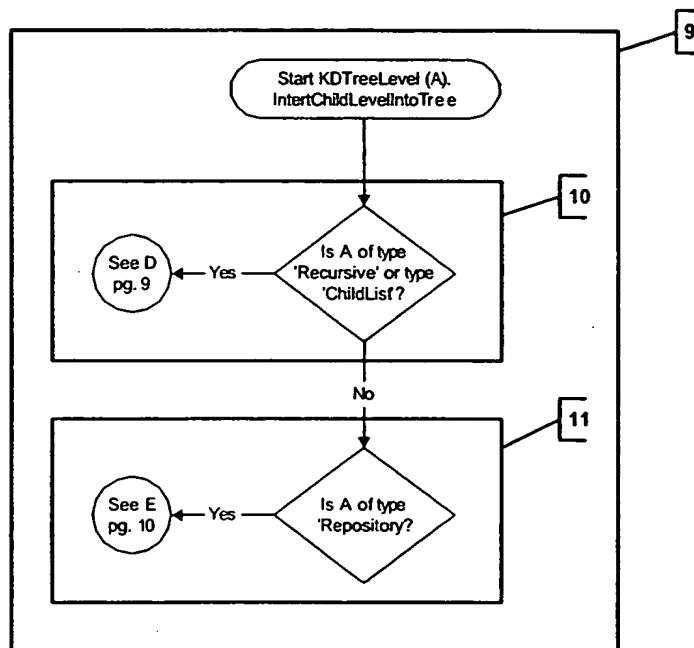 9
Start KDTreeLevel (A).
IntertChildLevelIntoTree
10
Is A of type
'Recursive' or type
'ChildList'?
Yes
See D
pg. 9
No
11
Is A of type
'Repository?
Yes
See E
pg. 10